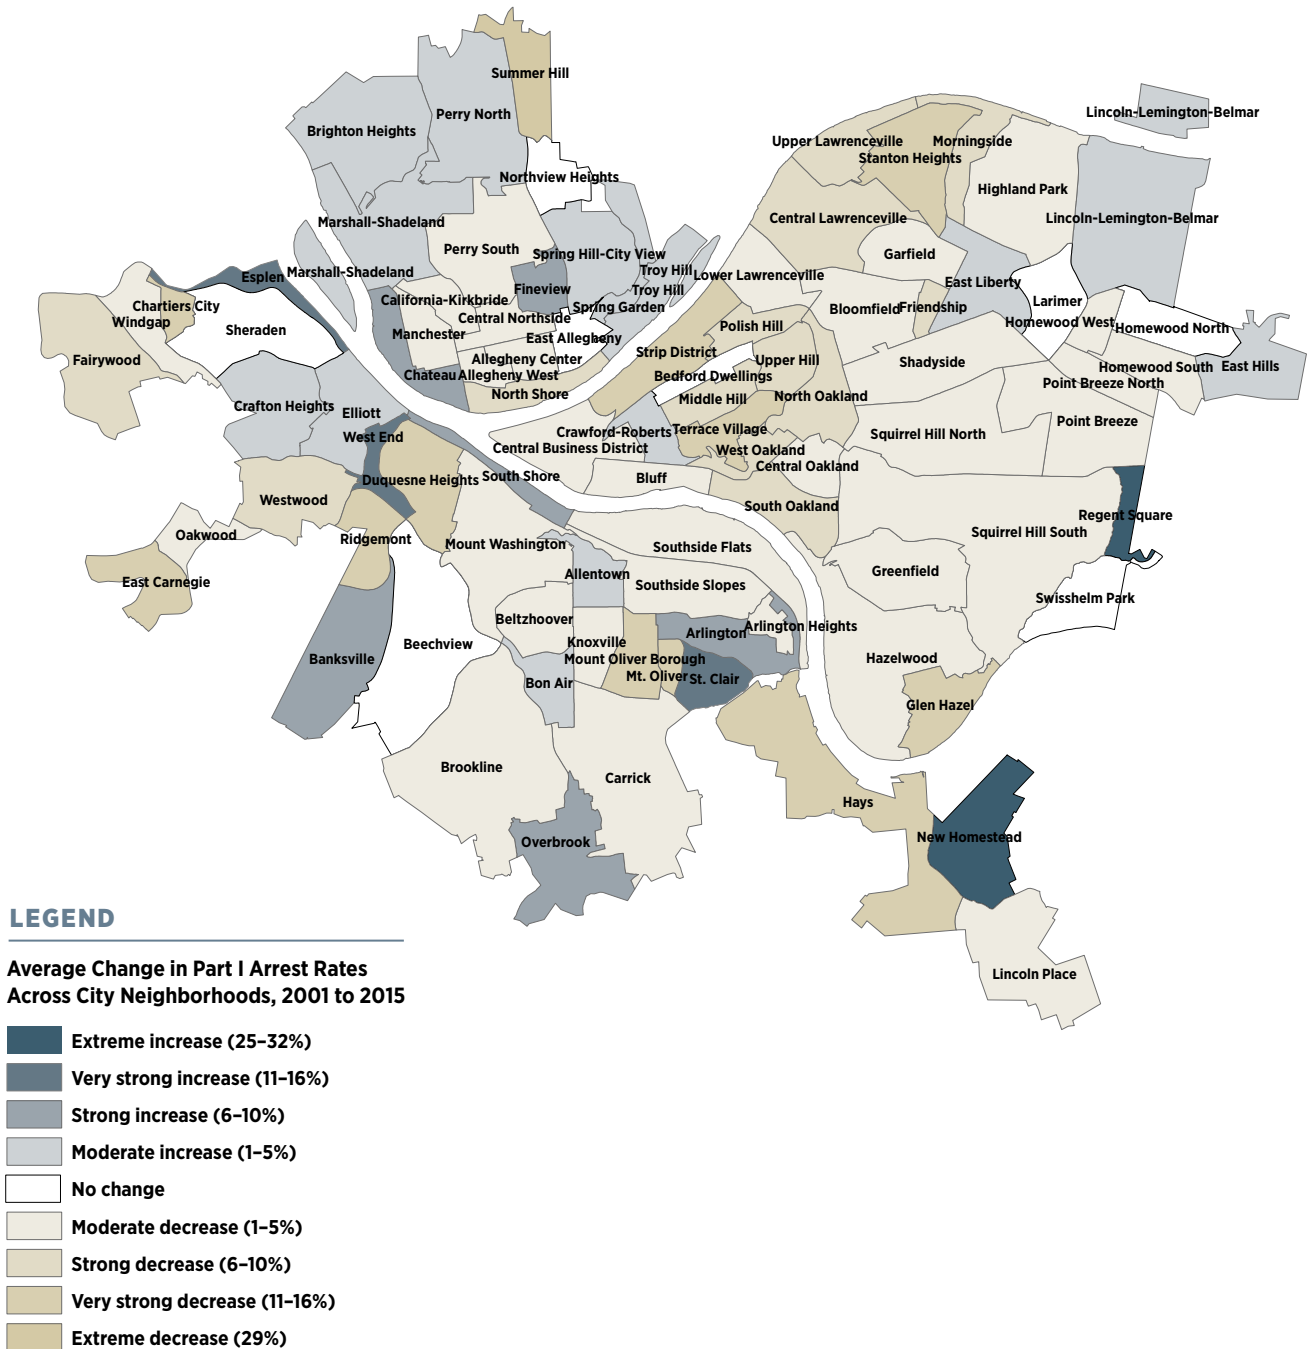 Summer Hill
Lincoln-Lemington-Belmar
Perry North
Brighton Heights
Upper Lawrenceville
Morningside
Stanton Heights
Northview Heights
Highland Park
Marshall-Shadeland
Central Lawrenceville
Lincoln-Lemington-Belmar
Perry South
Spring Hill-City View
Garfield
Marshall-Shadeland
Troy Hill
Lower Lawrenceville
Esplen
East Liberty
Fineview
Troy Hill
California-Kirkbride
Larimer
Chartiers City
Spring Garden
Bloomfield
Friendship
Windgap
Central Northside
Homewood West
Sheraden
Polish Hill
Homewood North
Manchester
East Allegheny
Fairywood
Allegheny Center
Strip District
Upper Hill
Shadyside
Homewood South
East Hills
Chateau
Allegheny West
Bedford Dwellings
Point Breeze North
North Shore
Middle Hill
North Oakland
Crafton Heights
Elliott
Point Breeze
Crawford-Roberts
Terrace Village
Squirrel Hill North
West End
Central Business District
West Oakland
Central Oakland
Duquesne Heights
South Shore
Bluff
Westwood
South Oakland
Regent Square
Oakwood
Ridgemont
Mount Washington
Southside Flats
Squirrel Hill South
Allentown
Southside Slopes
Greenfield
East Carnegie
Swisshelm Park
Beltzhoover
Arlington
Arlington Heights
Beechview
Knoxville
Banksville
Mount Oliver Borough
Hazelwood
Bon Air
Mt. Oliver
St. Clair
Glen Hazel
Brookline
Carrick
Hays
Overbrook
New Homestead
Lincoln Place
LEGEND
Average Change in Part I Arrest Rates
Across City Neighborhoods, 2001 to 2015
Extreme increase (25–32%)
Very strong increase (11–16%)
Strong increase (6–10%)
Moderate increase (1–5%)
No change
Moderate decrease (1–5%)
Strong decrease (6–10%)
Very strong decrease (11–16%)
Extreme decrease (29%)